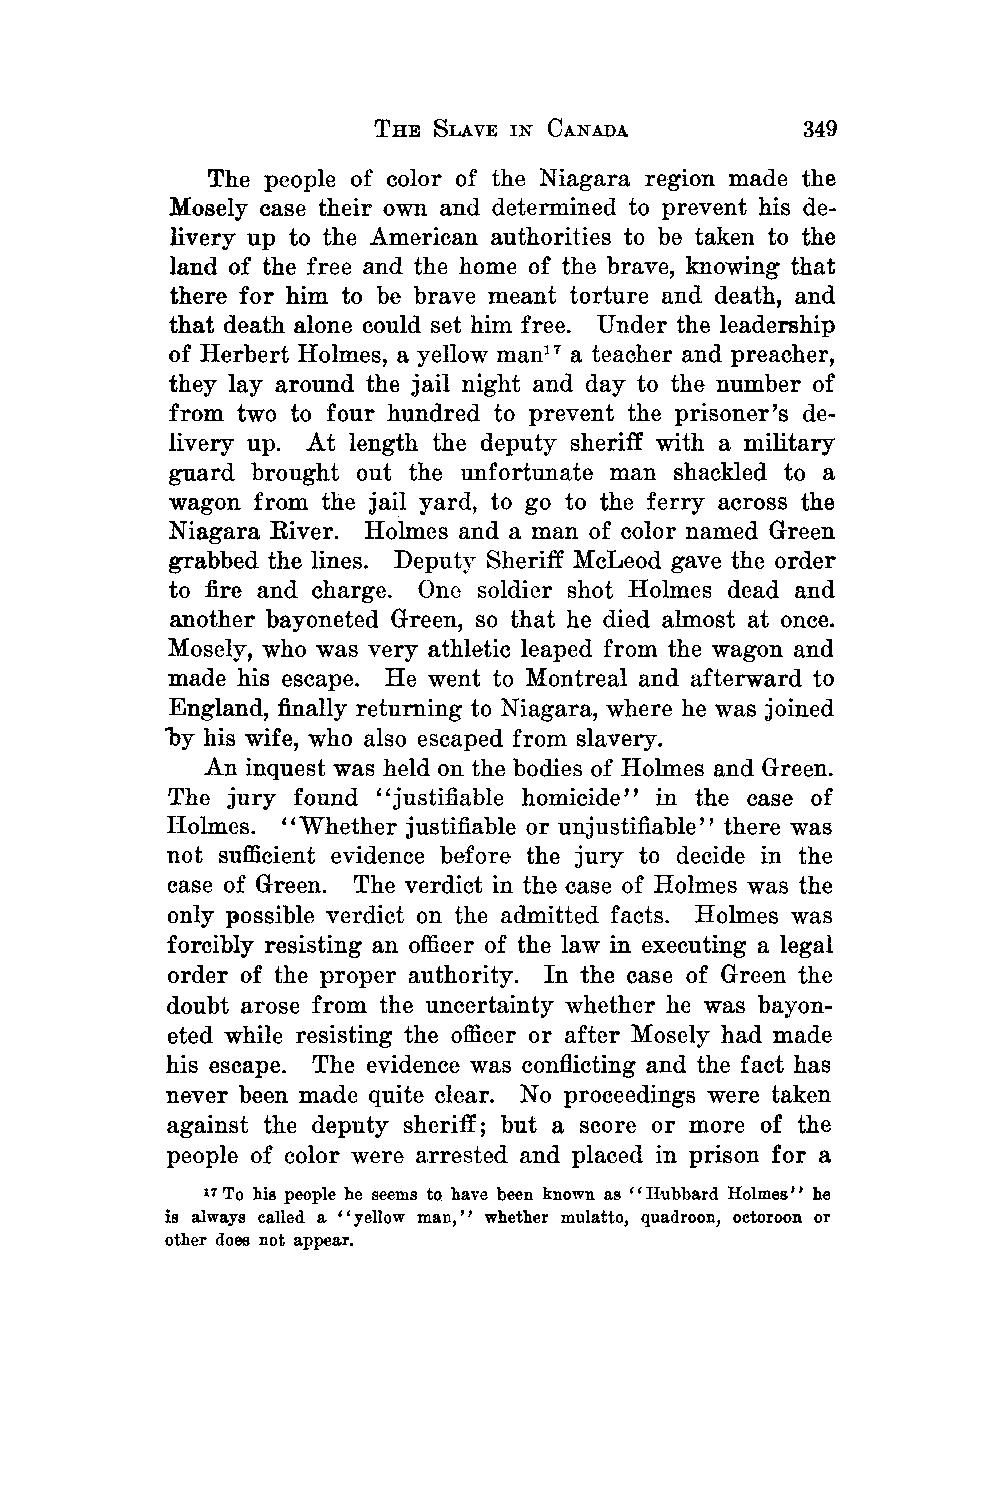 THE SLAVE IN CANADA 349
The people of color of the Niagara region made the
Mosely case their own and determined to prevent his de-
livery up to the American authorities to be taken to the
land of the free and the home of the brave, knowing that
there for him to be brave meant torture and death, and
that death alone could set him free. Under the leadership
of Herbert Holmes, a yellow man¹⁷ a teacher and preacher,
they lay around the jail night and day to the number of
from two to four hundred to prevent the prisoner's de-
livery up. At length the deputy sheriff with a military
guard brought out the unfortunate man shackled to a
wagon from the jail yard, to go to the ferry across the
Niagara River. Holmes and a man of color named Green
grabbed the lines. Deputy Sheriff McLeod gave the order
to fire and charge. One soldier shot Holmes dead and
another bayoneted Green, so that he died almost at once.
Mosely, who was very athletic leaped from the wagon and
made his escape. He went to Montreal and afterward to
England, finally returning to Niagara, where he was joined
by his wife, who also escaped from slavery.
An inquest was held on the bodies of Holmes and Green.
The jury found "justifiable homicide" in the case of
Holmes. "Whether justifiable or unjustifiable" there was
not sufficient evidence before the jury to decide in the
case of Green. The verdict in the case of Holmes was the
only possible verdict on the admitted facts. Holmes was
forcibly resisting an officer of the law in executing a legal
order of the proper authority. In the case of Green the
doubt arose from the uncertainty whether he was bayon-
eted while resisting the officer or after Mosely had made
his escape. The evidence was conflicting and the fact has
never been made quite clear. No proceedings were taken
against the deputy sheriff; but a score or more of the
people of color were arrested and placed in prison for a
¹⁷ To his people he seems to have been known as "Hubbard Holmes" he
is always called a "yellow man," whether mulatto, quadroon, octoroon or
other does not appear.